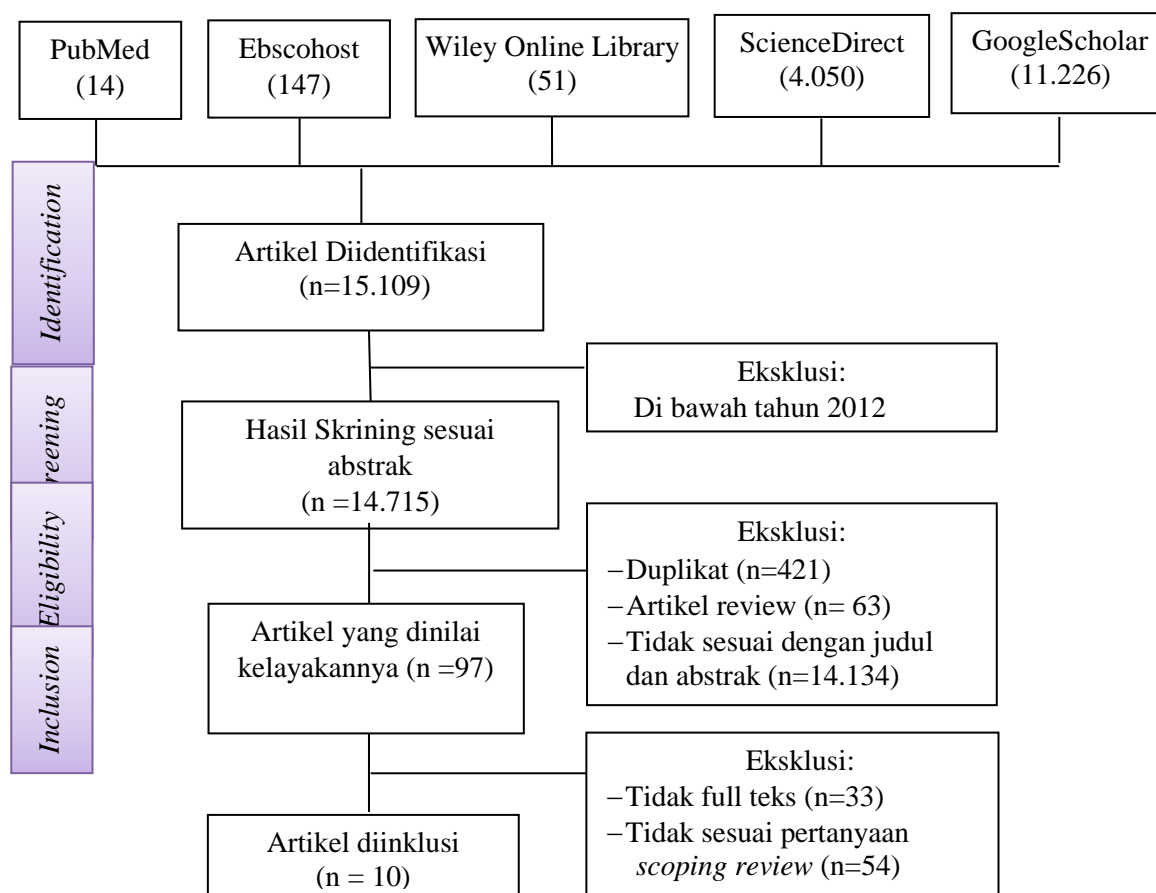 PubMed
(14)
Ebscohost
(147)
Wiley Online Library
(51)
ScienceDirect
(4.050)
GoogleScholar
(11.226)
Identification
Artikel Diidentifikasi
(n=15.109)
Eksklusi:
Di bawah tahun 2012
reening
Hasil Skrining sesuai
abstrak
(n =14.715)
Eligibility
Eksklusi:
–Duplikat (n=421)
–Artikel review (n= 63)
–Tidak sesuai dengan judul
dan abstrak (n=14.134)
Artikel yang dinilai
kelayakannya (n =97)
Inclusion
Eksklusi:
–Tidak full teks (n=33)
–Tidak sesuai pertanyaan
scoping review (n=54)
Artikel diinklusi
(n = 10)